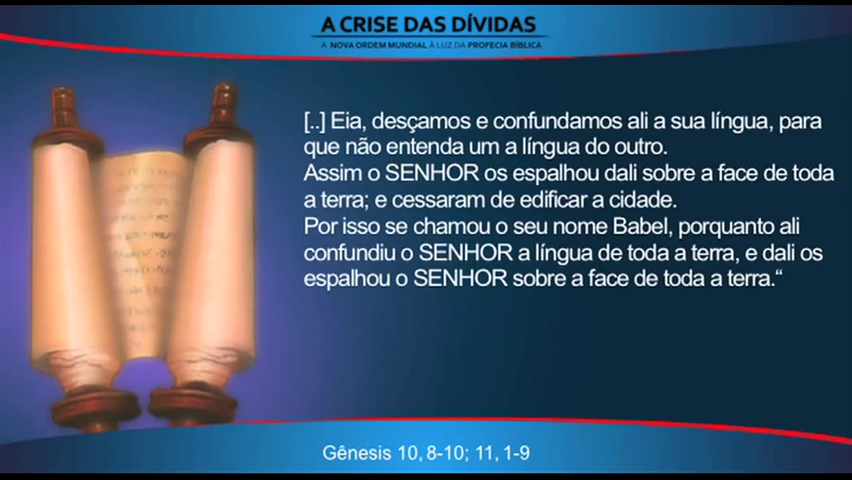 A CRISE DAS DÍVIDAS
A NOVA ORDEM MUNDIAL À LUZ DA PROFECIA BÍBLICA
[..] Eia, desçamos e confundamos ali a sua língua, para
que não entenda um a língua do outro.
Assim o SENHOR os espalhou dali sobre a face de toda
a terra; e cessaram de edificar a cidade.
Por isso se chamou o seu nome Babel, porquanto ali
confundiu o SENHOR a língua de toda a terra, e dali os
espalhou o SENHOR sobre a face de toda a terra.“
Gênesis 10, 8-10; 11, 1-9